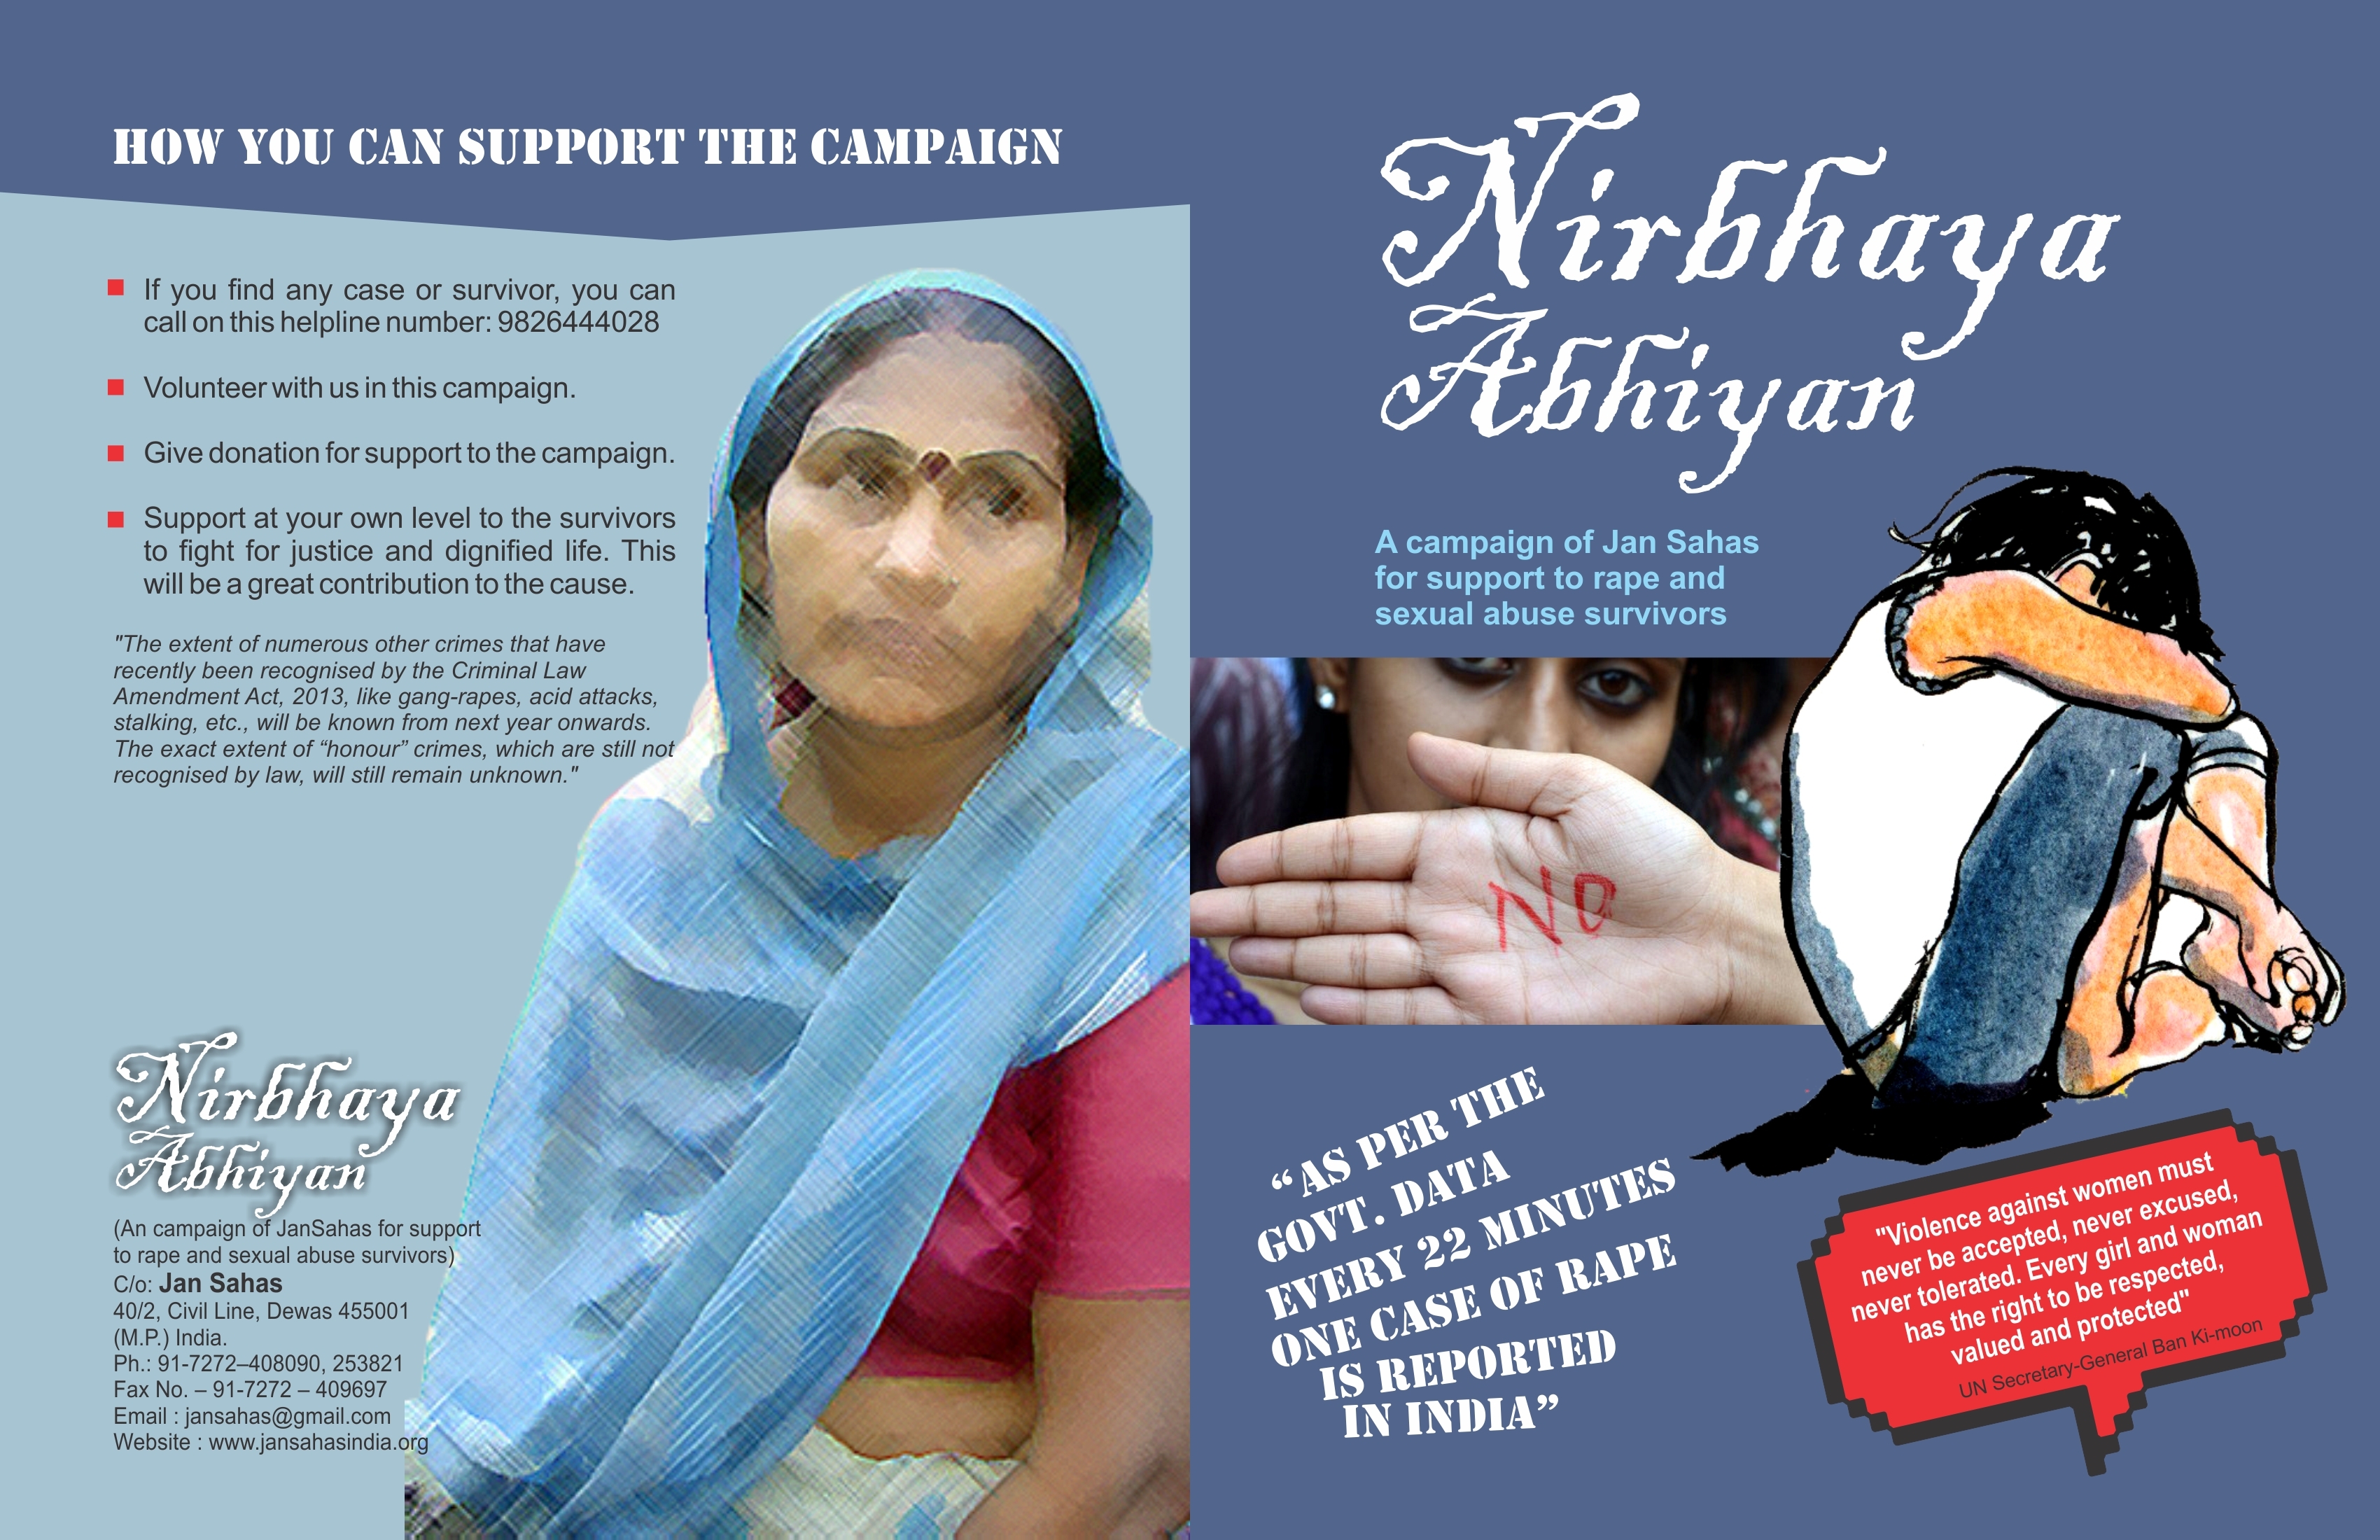 HOW YOU CAN SUPPORT THE CAMPAIGN
If you find any case or survivor, you can
call on this helpline number: 9826444028
Volunteer with us in this campaign.
Give donation for support to the campaign.
Support at your own level to the survivors
to fight for justice and dignified life. This
will be a great contribution to the cause.
"The extent of numerous other crimes that have
recently been recognised by the Criminal Law
Amendment Act, 2013, like gang-rapes, acid attacks,
stalking, etc., will be known from next year onwards.
The exact extent of “honour” crimes, which are still not
recognised by law, will still remain unknown."
Nirbhaya
Abhiyan
(An campaign of JanSahas for support
to rape and sexual abuse survivors)
C/o: Jan Sahas
40/2, Civil Line, Dewas 455001
(M.P.) India.
Ph.: 91-7272–408090, 253821
Fax No. – 91-7272 – 409697
Email : jansahas@gmail.com
Website : www.jansahasindia.org
Nirbhaya
Abhiyan
A campaign of Jan Sahas
for support to rape and
sexual abuse survivors
NO
“AS PER THE
GOVT. DATA
EVERY 22 MINUTES
ONE CASE OF RAPE
IS REPORTED
IN INDIA”
"Violence against women must
never be accepted, never excused,
never tolerated. Every girl and woman
has the right to be respected,
valued and protected"
UN Secretary-General Ban Ki-moon